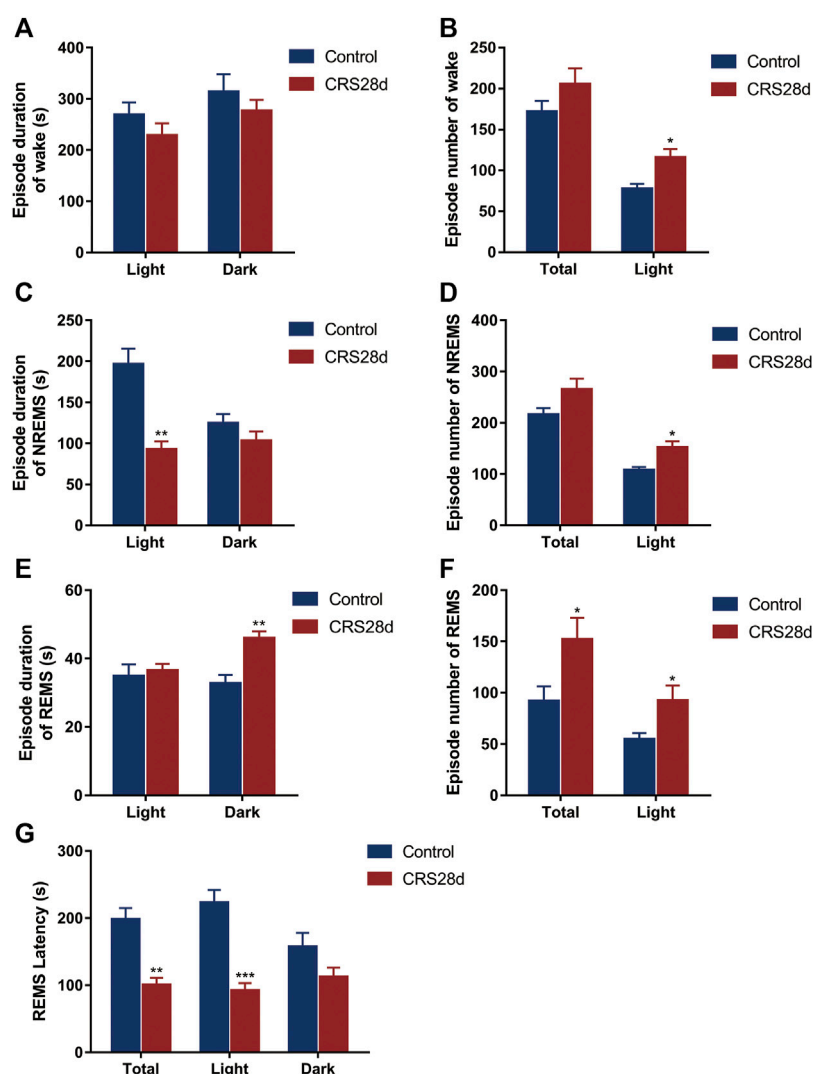 A
Episode duration
of wake (s)
400
300
200
300
0
Light
Dark
Control
CRS28d
B
Episode number of wake
250
200
150
100
50
0
Total
Light
*
Control
CRS28d
C
Episode duration
of NREMS (s)
250
200
150
100
50
0
**
Light
Dark
Control
CRS28d
D
Episode number of NREMS
400
300
200
100
0
*
Total
Light
Control
CRS28d
E
Episode duration
of REMS (s)
60
40
20
0
**
Light
Dark
Control
CRS28d
F
Episode number of REMS
200
150
100
50
0
*
*
Total
Light
Control
CRS28d
G
REMS Latency (s)
300
200
100
0
**
***
Total
Light
Dark
Control
CRS28d